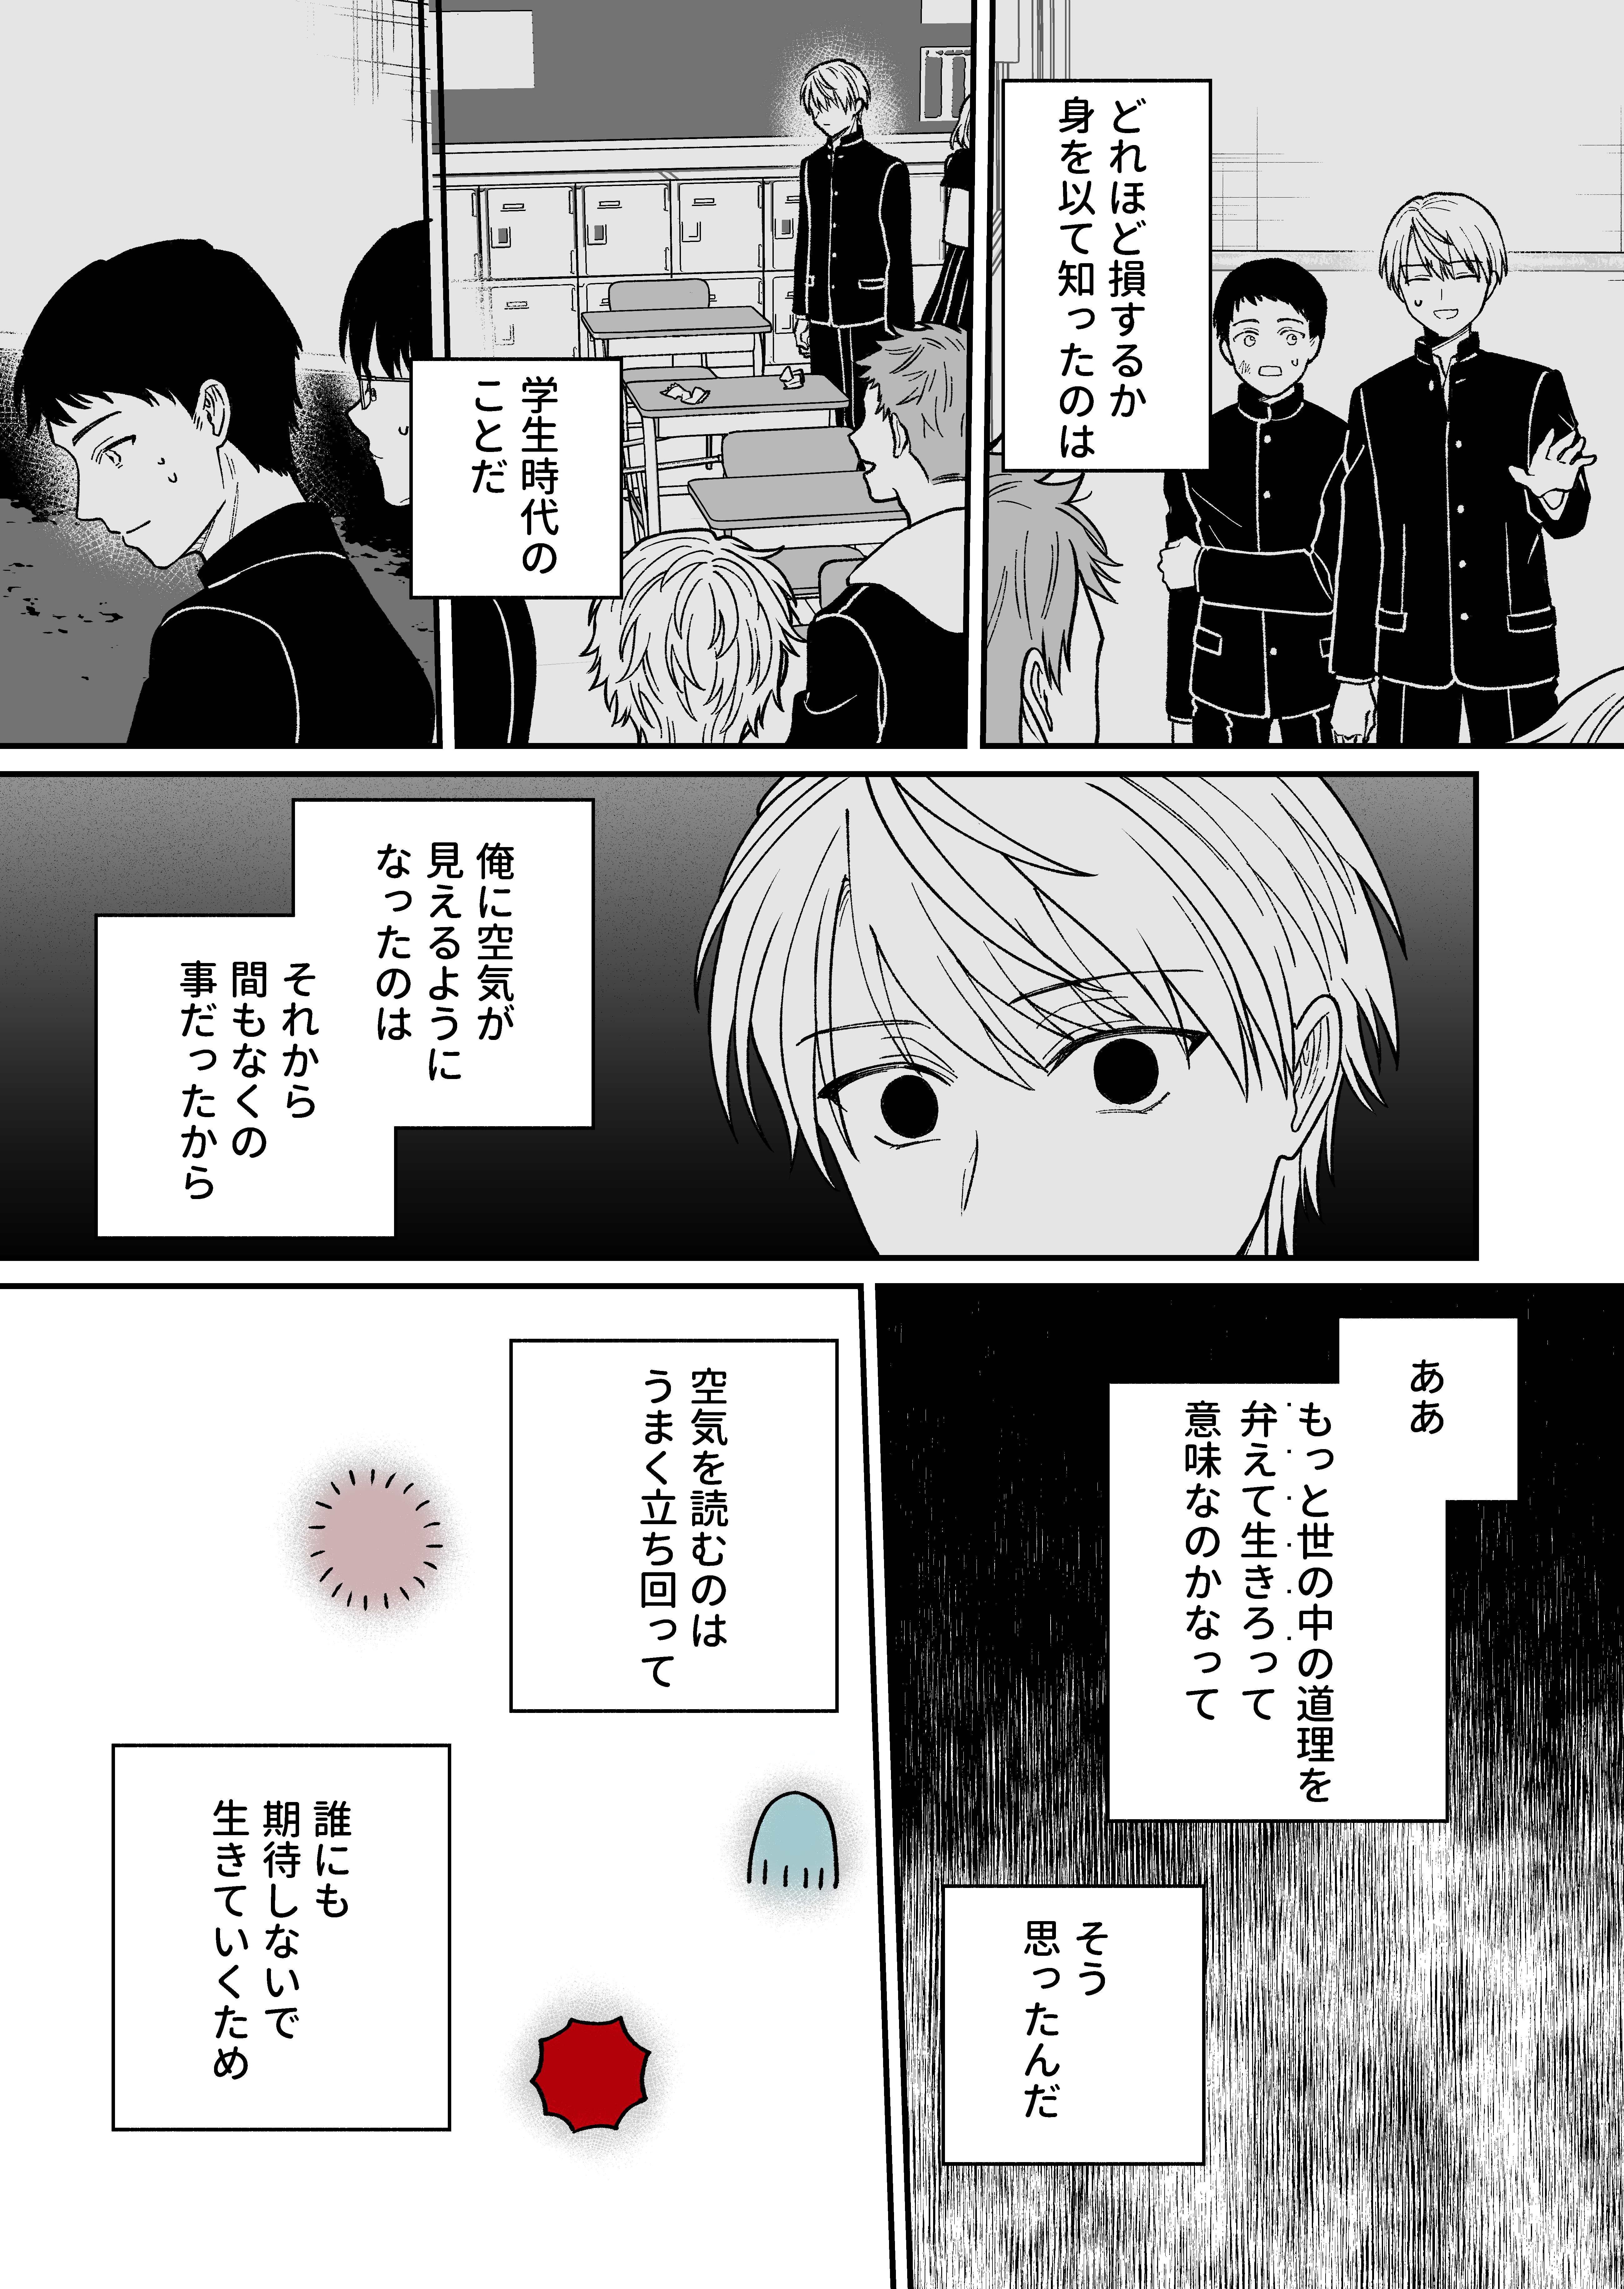 どれほど損するか
身を以て知ったのは
学生時代の
ことだ
俺に空気が
見えるように
なったのは
それから
間もなくの
事だったから
ああ
もっと世の中の道理を
弁えて生きろって
意味なのかなって
そう
思ったんだ
空気を読むのは
うまく立ち回って
誰にも
期待しないで
生きていくため